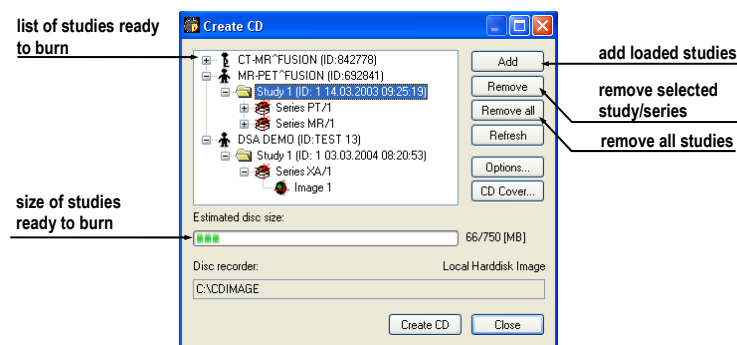 list of studies ready
to burn
Create CD
CT-MR^FUSION (ID:842778)
MR-PET^FUSION (ID:692841)
Study 1 (ID: 1 14.03.2003 09:25:19)
Series PT/1
Series MR/1
DSA DEMO (ID:TEST 13)
Study 1 (ID: 1 03.03.2004 08:20:53)
Series XA/1
Image 1
Add
Remove
Remove all
Refresh
Options...
CD Cover...
add loaded studies
remove selected
study/series
remove all studies
size of studies
ready to burn
Estimated disc size:
66/750 [MB]
Disc recorder:
Local Harddisk Image
C:\CDIMAGE
Create CD
Close